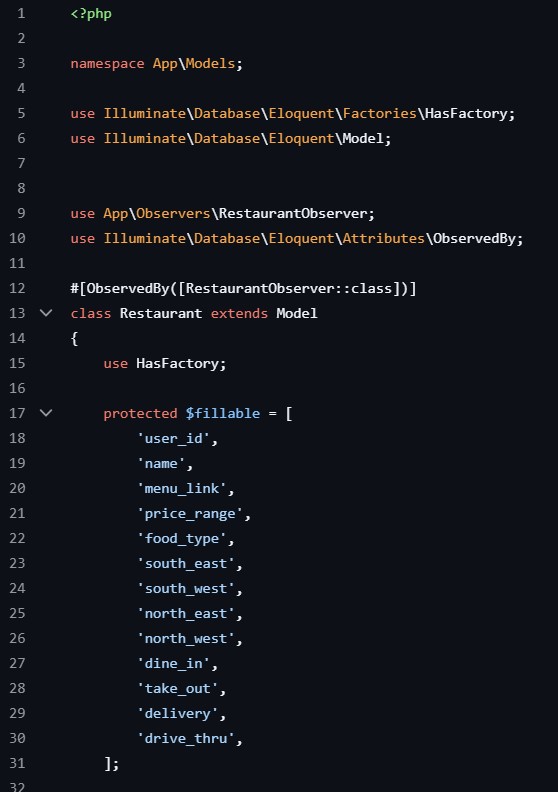 1 <?php
2
3 namespace App\Models;
4
5 use Illuminate\Database\Eloquent\Factories\HasFactory;
6 use Illuminate\Database\Eloquent\Model;
7
8
9 use App\Observers\RestaurantObserver;
10 use Illuminate\Database\Eloquent\Attributes\ObservedBy;
11
12 #[ObservedBy([RestaurantObserver::class])]
13 class Restaurant extends Model
14 {
15     use HasFactory;
16
17     protected $fillable = [
18         'user_id',
19         'name',
20         'menu_link',
21         'price_range',
22         'food_type',
23         'south_east',
24         'south_west',
25         'north_east',
26         'north_west',
27         'dine_in',
28         'take_out',
29         'delivery',
30         'drive_thru',
31     ];
32